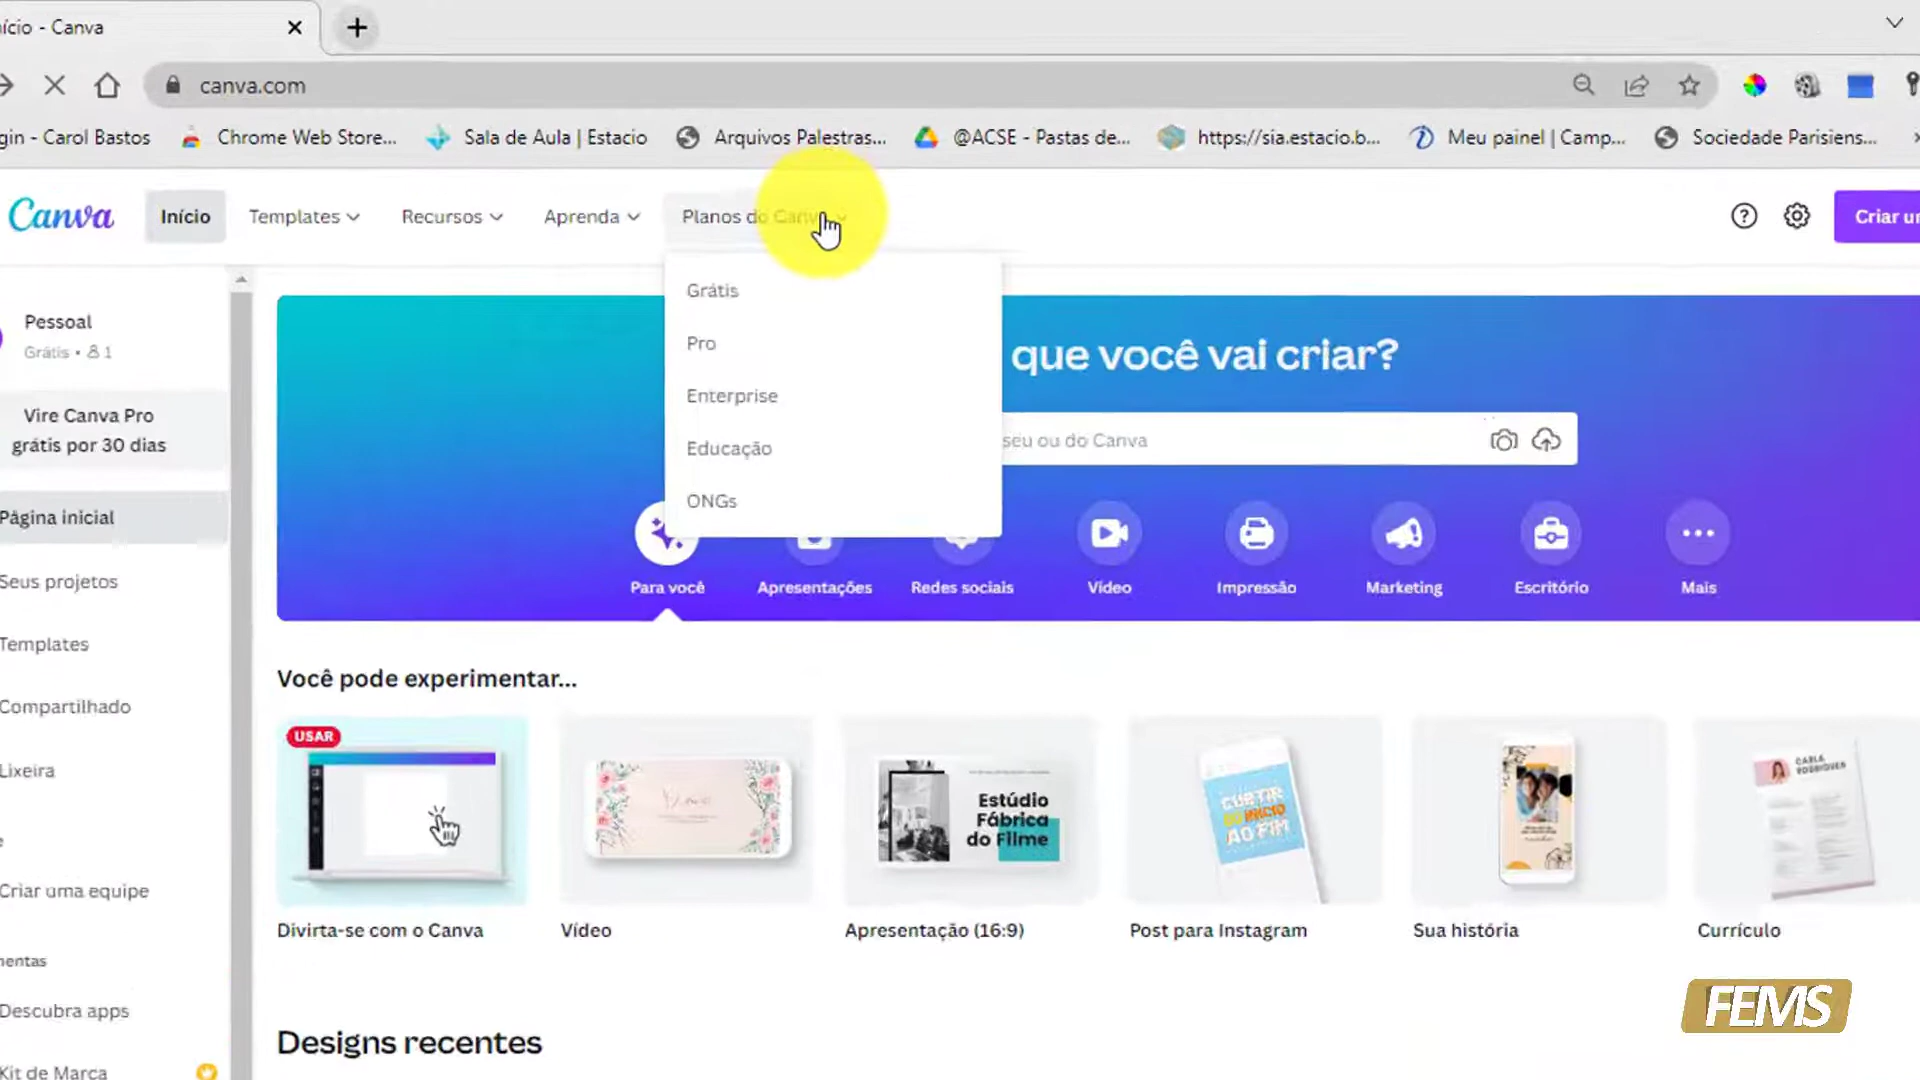 ício - Canva
canva.com
gin - Carol Bastos
Chrome Web Store...
Sala de Aula | Estacio
Arquivos Palestras...
@ACSE - Pastas de...
https://sia.estacio.b...
Meu painel | Camp...
Sociedade Parisiens...
Canva
Início
Templates
Recursos
Aprenda
Planos do Canva
Criar um
Grátis
Pro
Enterprise
Educação
ONGs
Pessoal
Grátis • 1
Vire Canva Pro
grátis por 30 dias
Página inicial
Seus projetos
Templates
Compartilhado
Lixeira
e
Criar uma equipe
mentas
Descubra apps
Kit de Marca
que você vai criar?
seu ou do Canva
Para você
Apresentações
Redes sociais
Vídeo
Impressão
Marketing
Escritório
Mais
Você pode experimentar...
USAR
Estúdio
Fábrica
do Filme
CURTIR
DO INÍCIO
AO FIM
CARLA
RODRIGUES
Divirta-se com o Canva
Vídeo
Apresentação (16:9)
Post para Instagram
Sua história
Currículo
Designs recentes
FEMS